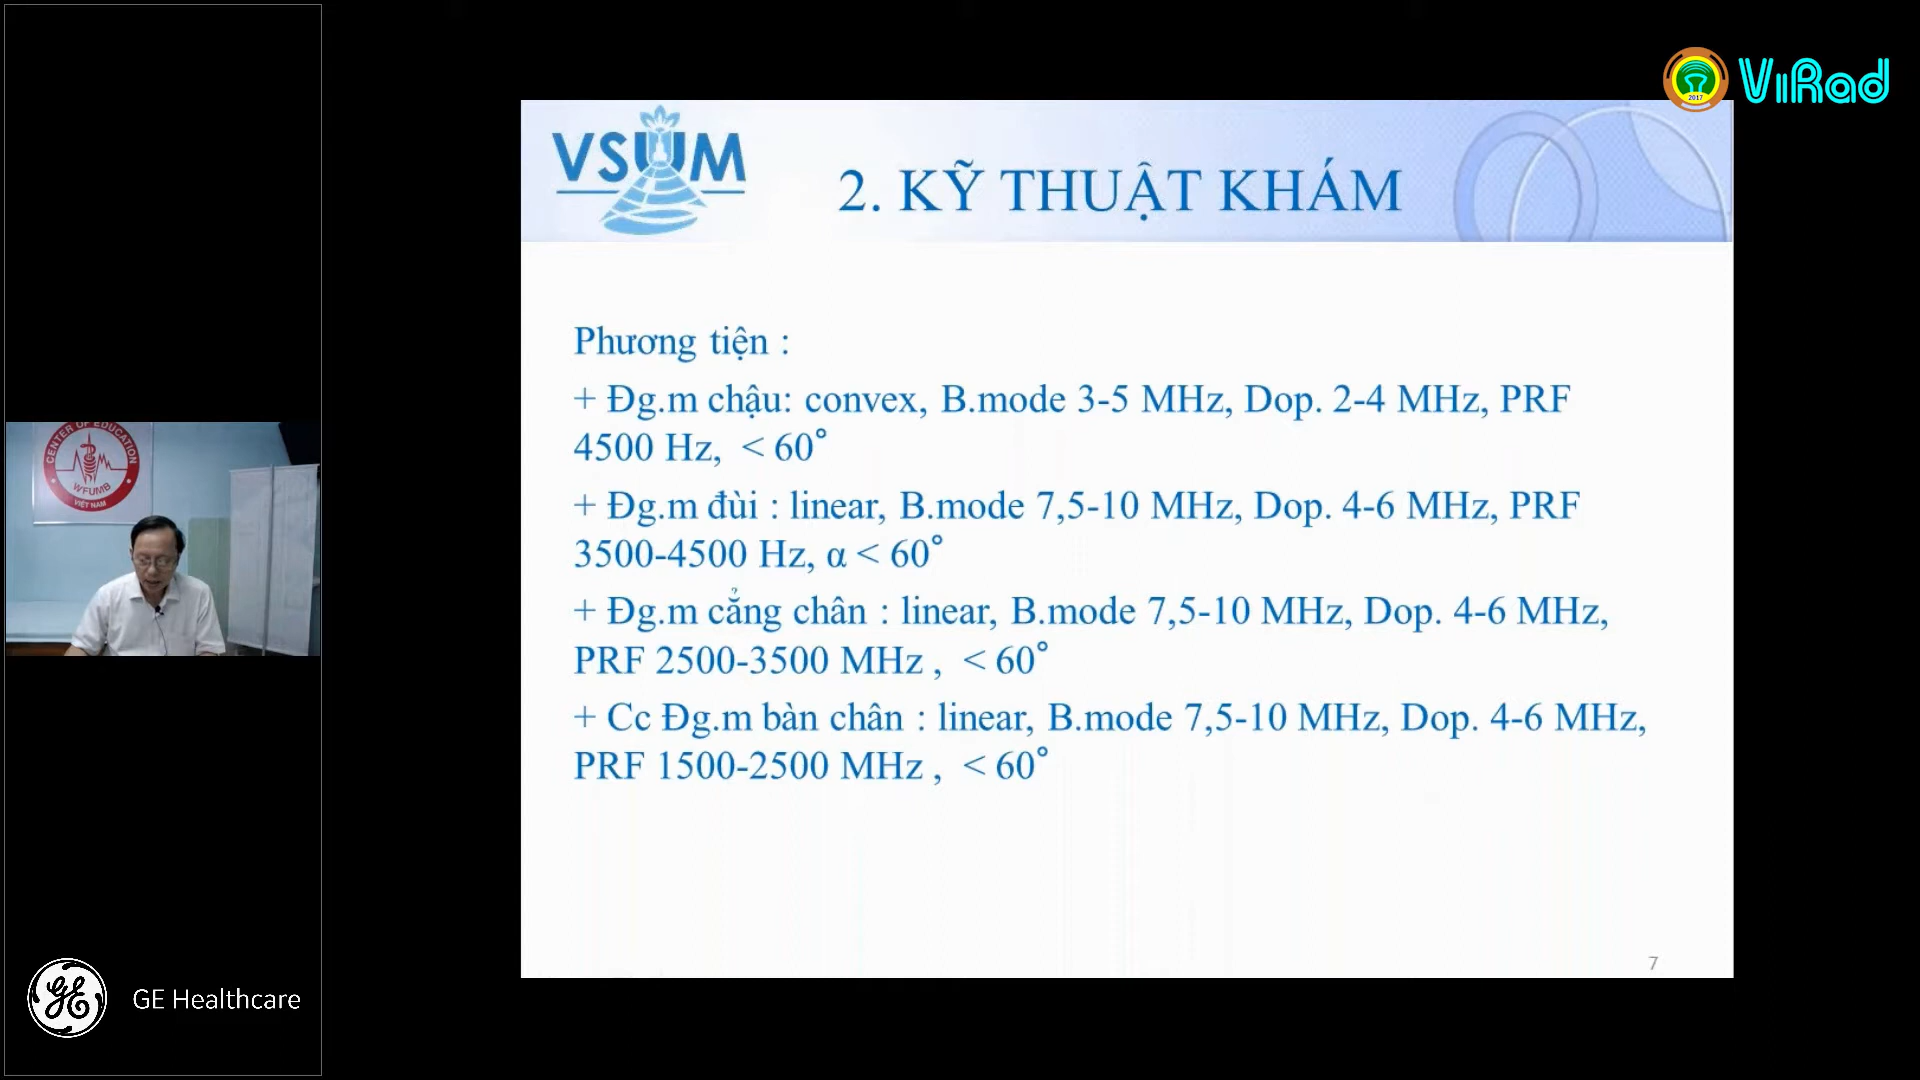 ViRad
2017
VSUM
2. KỸ THUẬT KHÁM
Phương tiện :
+ Đg.m chậu: convex, B.mode 3-5 MHz, Dop. 2-4 MHz, PRF
4500 Hz,  < 60°
+ Đg.m đùi : linear, B.mode 7,5-10 MHz, Dop. 4-6 MHz, PRF
3500-4500 Hz, α < 60°
+ Đg.m cẳng chân : linear, B.mode 7,5-10 MHz, Dop. 4-6 MHz,
PRF 2500-3500 MHz ,  < 60°
+ Cc Đg.m bàn chân : linear, B.mode 7,5-10 MHz, Dop. 4-6 MHz,
PRF 1500-2500 MHz ,  < 60°
7
CENTER OF EDUCATION
WFUMB
VIỆT NAM
GE Healthcare